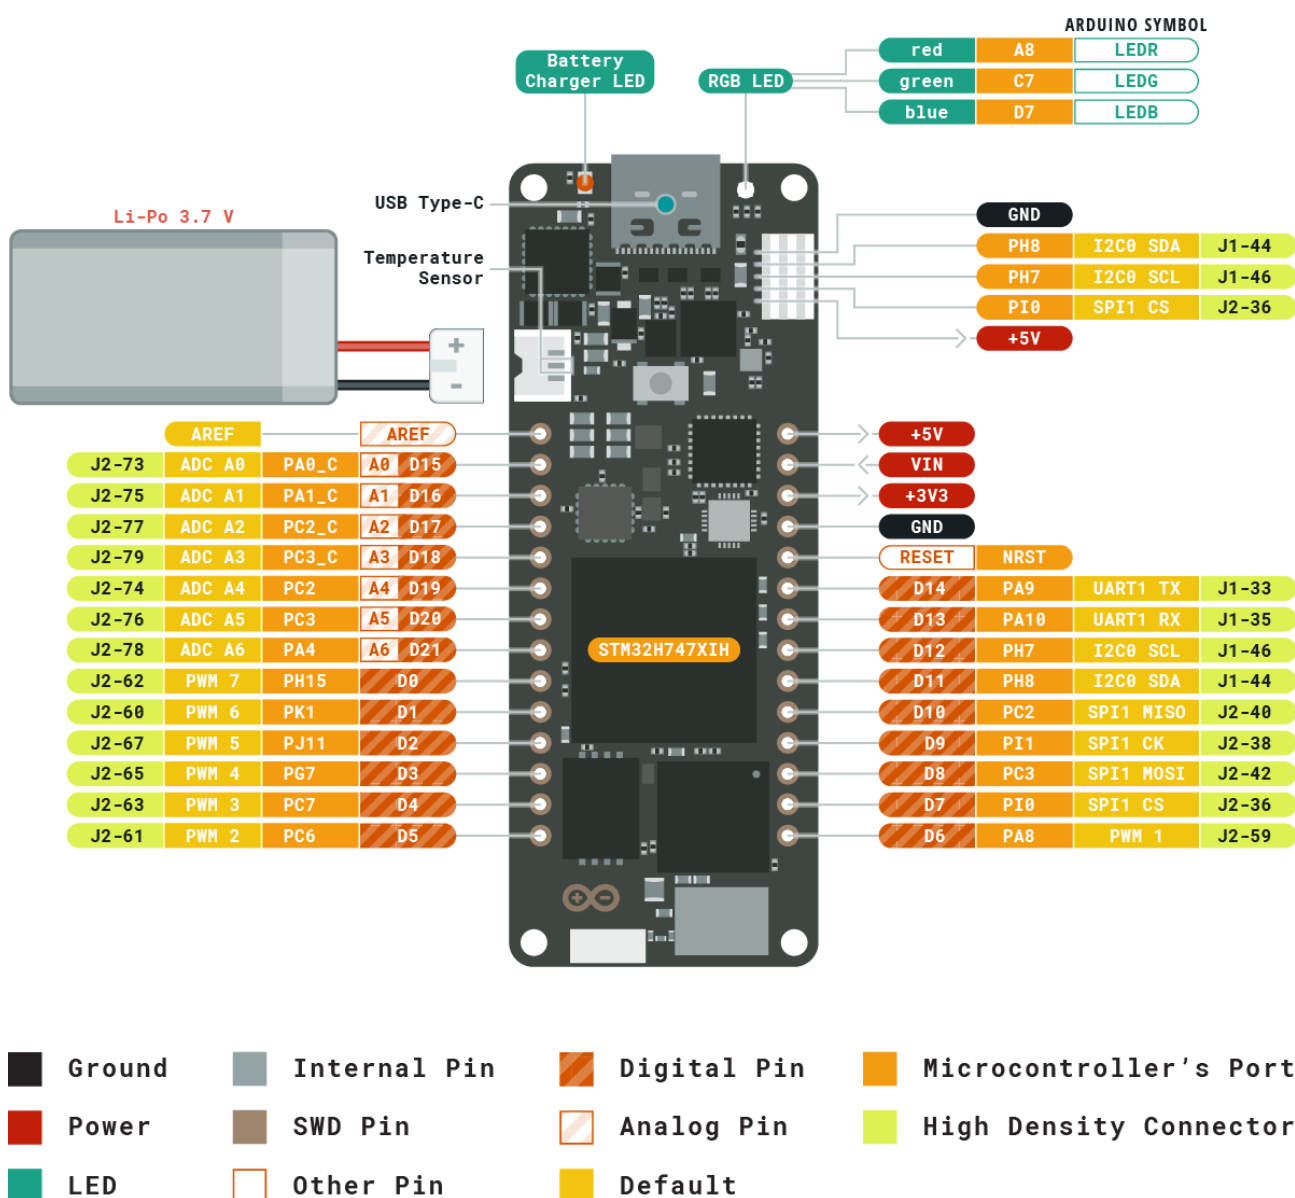 ARDUINO SYMBOL
red A8 LEDR
green C7 LEDG
blue D7 LEDB
Battery
Charger LED
RGB LED
USB Type-C
Temperature
Sensor
Li-Po 3.7 V
+
-
GND
PH8 I2C0 SDA J1-44
PH7 I2C0 SCL J1-46
PI0 SPI1 CS J2-36
+5V
AREF AREF
J2-73 ADC A0 PA0_C A0 D15
J2-75 ADC A1 PA1_C A1 D16
J2-77 ADC A2 PC2_C A2 D17
J2-79 ADC A3 PC3_C A3 D18
J2-74 ADC A4 PC2 A4 D19
J2-76 ADC A5 PC3 A5 D20
J2-78 ADC A6 PA4 A6 D21
J2-62 PWM 7 PH15 D0
J2-60 PWM 6 PK1 D1
J2-67 PWM 5 PJ11 D2
J2-65 PWM 4 PG7 D3
J2-63 PWM 3 PC7 D4
J2-61 PWM 2 PC6 D5
STM32H747XIH
+5V
VIN
+3V3
GND
RESET NRST
D14 PA9 UART1 TX J1-33
D13 PA10 UART1 RX J1-35
D12 PH7 I2C0 SCL J1-46
D11 PH8 I2C0 SDA J1-44
D10 PC2 SPI1 MISO J2-40
D9 PI1 SPI1 CK J2-38
D8 PC3 SPI1 MOSI J2-42
D7 PI0 SPI1 CS J2-36
D6 PA8 PWM 1 J2-59
Ground
Power
LED
Internal Pin
SWD Pin
Other Pin
Digital Pin
Analog Pin
Default
Microcontroller's Port
High Density Connector